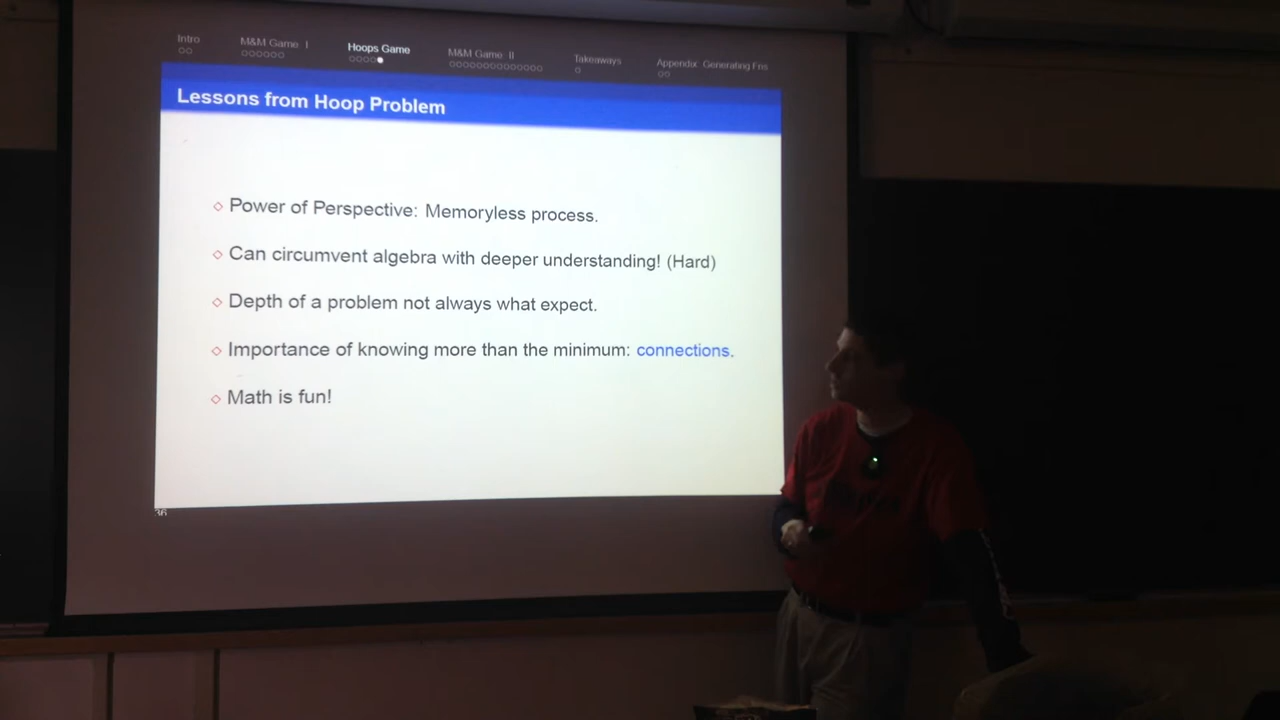 Intro
M&M Game I
Hoops Game
M&M Game II
Takeaways
Appendix: Generating Fns
Lessons from Hoop Problem
Power of Perspective: Memoryless process.
Can circumvent algebra with deeper understanding! (Hard)
Depth of a problem not always what expect.
Importance of knowing more than the minimum: connections.
Math is fun!
36